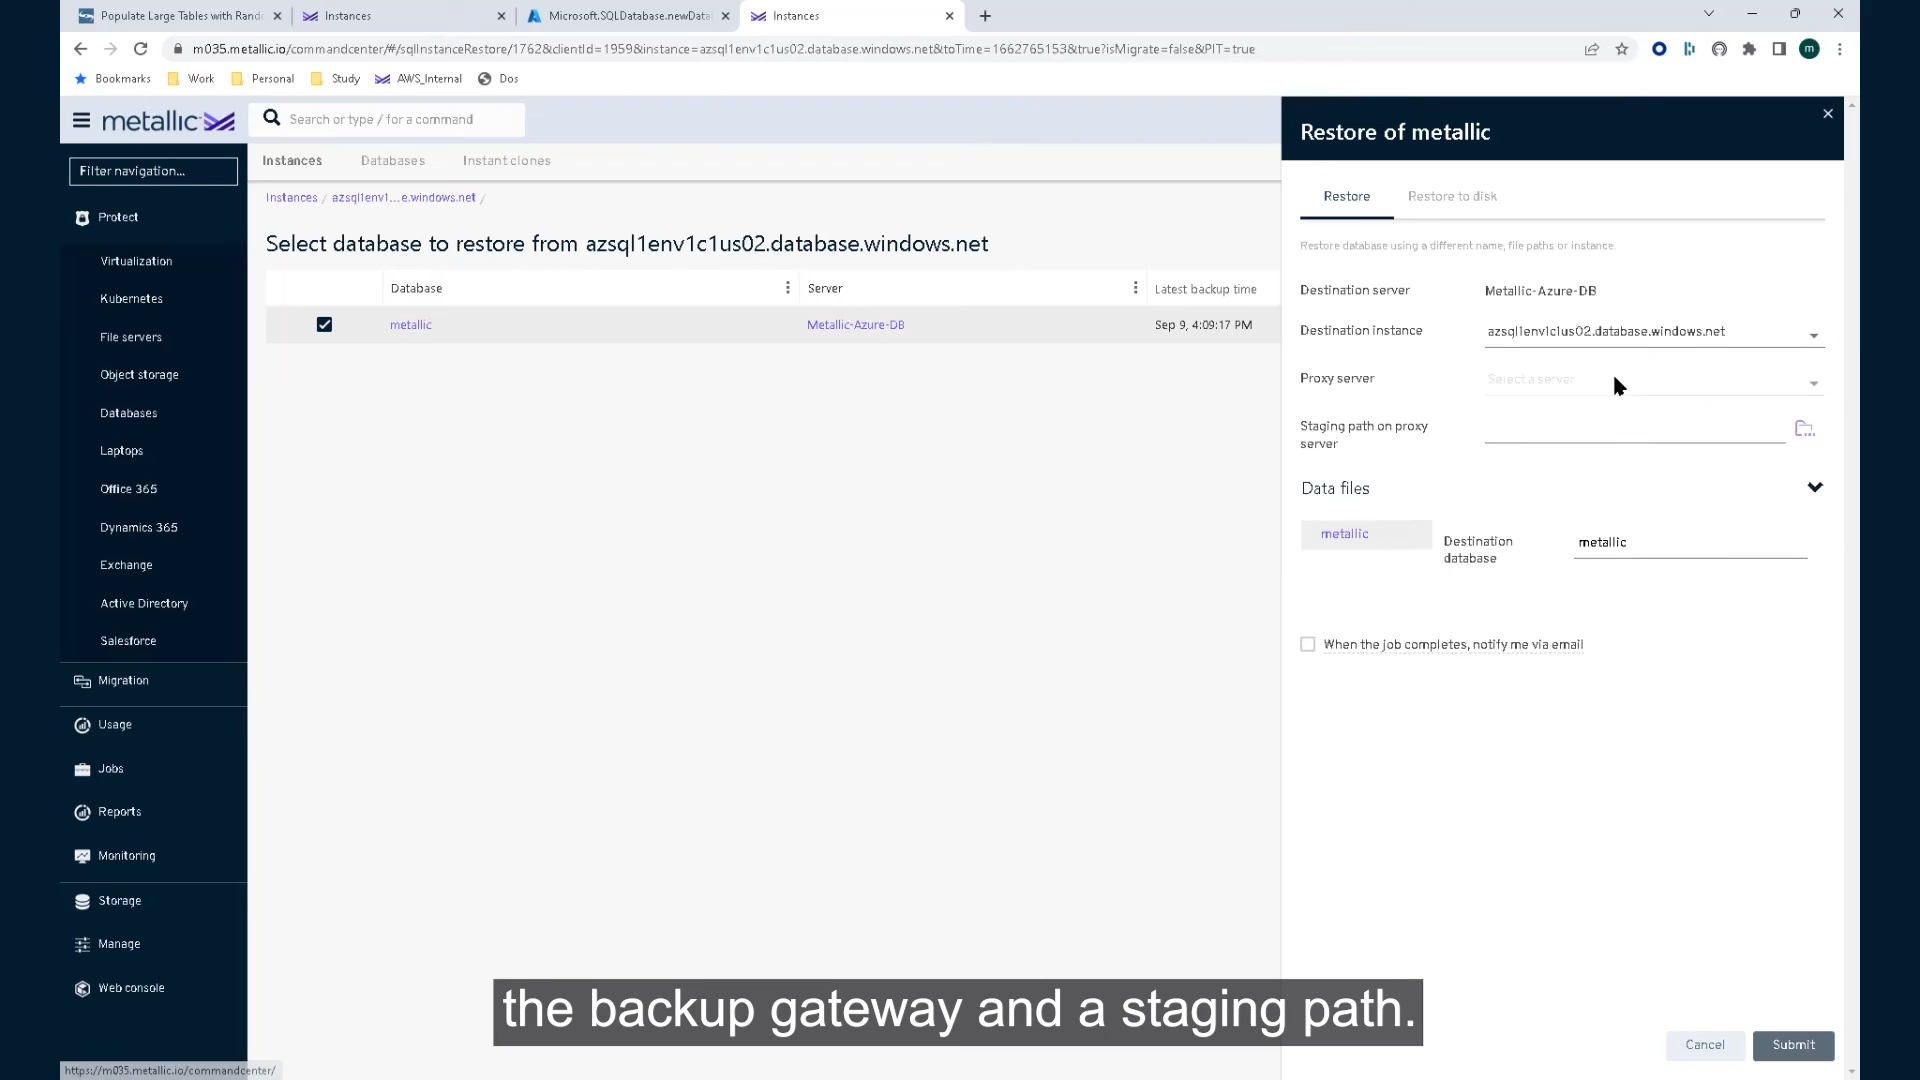 Populate Large Tables with Rand
Instances
Microsoft.SQLDatabase.newData
Instances
m035.metallic.io/commandcenter/#/sqlInstanceRestore/1762&clientId=1959&instance=azsql1env1c1us02.database.windows.net&toTime=1662765153&true?isMigrate=false&PIT=true
m
Bookmarks
Work
Personal
Study
AWS_Internal
Dos
metallic
Search or type / for a command
Filter navigation...
Protect
Virtualization
Kubernetes
File servers
Object storage
Databases
Laptops
Office 365
Dynamics 365
Exchange
Active Directory
Salesforce
Migration
Usage
Jobs
Reports
Monitoring
Storage
Manage
Web console
Instances
Databases
Instant clones
Instances / azsql1env1...e.windows.net /
Select database to restore from azsql1env1c1us02.database.windows.net
Database
Server
Latest backup time
metallic
Metallic-Azure-DB
Sep 9, 4:09:17 PM
Restore of metallic
Restore
Restore to disk
Restore database using a different name, file paths or instance.
Destination server
Metallic-Azure-DB
Destination instance
azsql1env1c1us02.database.windows.net
Proxy server
Select a server
Staging path on proxy
server
Data files
metallic
Destination
database
metallic
When the job completes, notify me via email
the backup gateway and a staging path.
Cancel
Submit
https://m035.metallic.io/commandcenter/